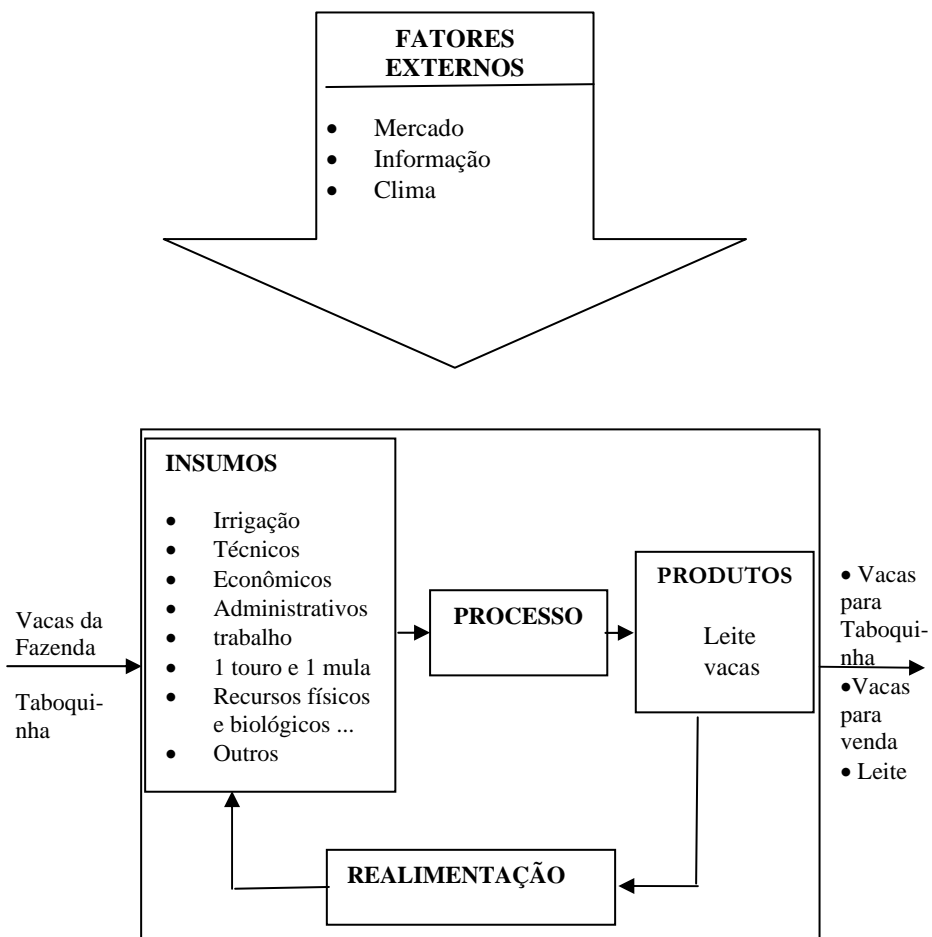 FATORES
EXTERNOS
• Mercado
• Informação
• Clima
Vacas da
Fazenda
Taboqui-
nha
INSUMOS
• Irrigação
• Técnicos
• Econômicos
• Administrativos
• trabalho
• 1 touro e 1 mula
• Recursos físicos
e biológicos ...
• Outros
PROCESSO
PRODUTOS
Leite
vacas
• Vacas
para
Taboqui-
nha
•Vacas
para
venda
• Leite
REALIMENTAÇÃO